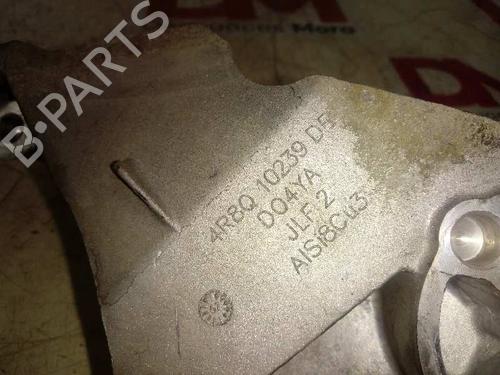 B-PARTS
4R8Q 10239 DE
DO4YA
JLF 2
AlSi8Cu3